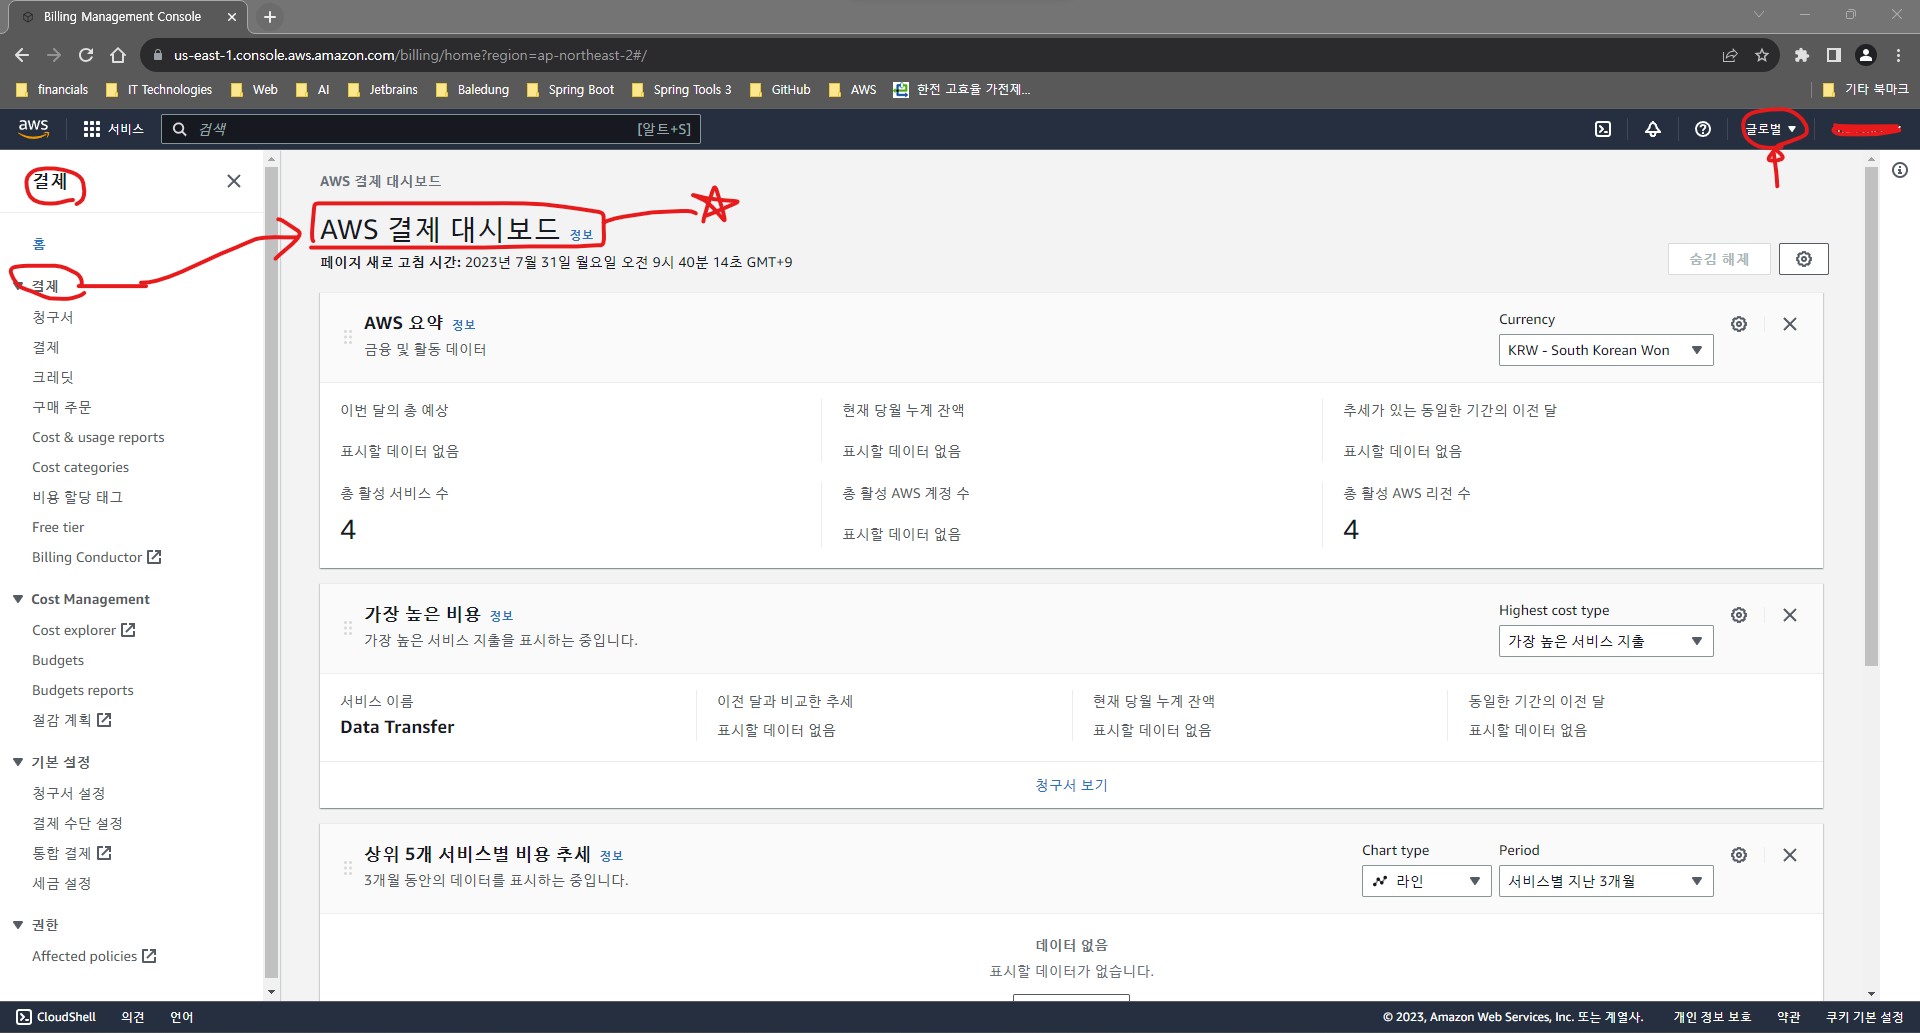 Billing Management Console
us-east-1.console.aws.amazon.com/billing/home?region=ap-northeast-2#/
financials IT Technologies Web AI Jetbrains Baledung Spring Boot Spring Tools 3 GitHub AWS 한전 고효율 가전제... 기타 북마크
aws 서비스 검색 [알트+S] 글로벌
결제
홈
결제
청구서
결제
크레딧
구매 주문
Cost & usage reports
Cost categories
비용 할당 태그
Free tier
Billing Conductor
Cost Management
Cost explorer
Budgets
Budgets reports
절감 계획
기본 설정
청구서 설정
결제 수단 설정
통합 결제
세금 설정
권한
Affected policies
AWS 결제 대시보드
AWS 결제 대시보드 정보
페이지 새로 고침 시간: 2023년 7월 31일 월요일 오전 9시 40분 14초 GMT+9
숨김 해제
AWS 요약 정보
금융 및 활동 데이터
Currency
KRW - South Korean Won
이번 달의 총 예상
표시할 데이터 없음
현재 당월 누계 잔액
표시할 데이터 없음
추세가 있는 동일한 기간의 이전 달
표시할 데이터 없음
총 활성 서비스 수
4
총 활성 AWS 계정 수
표시할 데이터 없음
총 활성 AWS 리전 수
4
가장 높은 비용 정보
가장 높은 서비스 지출을 표시하는 중입니다.
Highest cost type
가장 높은 서비스 지출
서비스 이름
Data Transfer
이전 달과 비교한 추세
표시할 데이터 없음
현재 당월 누계 잔액
표시할 데이터 없음
동일한 기간의 이전 달
표시할 데이터 없음
청구서 보기
상위 5개 서비스별 비용 추세 정보
3개월 동안의 데이터를 표시하는 중입니다.
Chart type
라인
Period
서비스별 지난 3개월
데이터 없음
표시할 데이터가 없습니다.
CloudShell 의견 언어 © 2023, Amazon Web Services, Inc. 또는 계열사. 개인 정보 보호 약관 쿠키 기본 설정